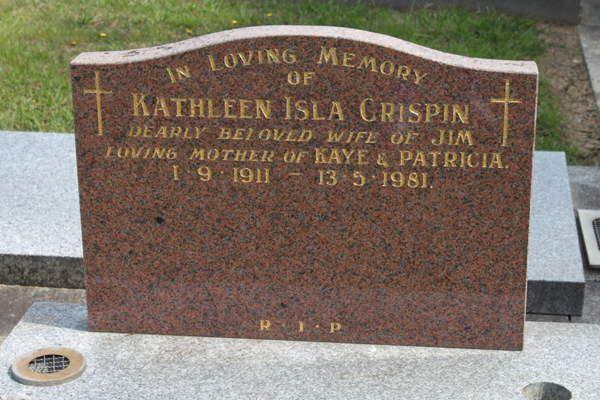 In Loving Memory
OF
KATHLEEN ISLA CRISPIN
DEARLY BELOVED WIFE OF JIM
LOVING MOTHER OF KAYE & PATRICIA.
1·9·1911 – 13·5·1981.
R·I·P